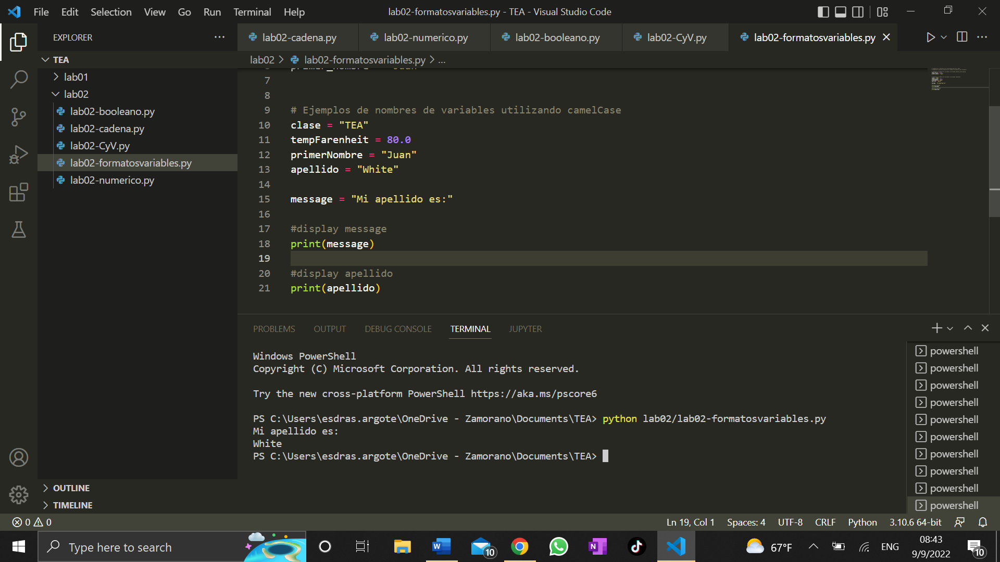 File Edit Selection View Go Run Terminal Help
lab02-formatosvariables.py - TEA - Visual Studio Code
EXPLORER
TEA
lab01
lab02
lab02-booleano.py
lab02-cadena.py
lab02-CyV.py
lab02-formatosvariables.py
lab02-numerico.py
OUTLINE
TIMELINE
lab02-cadena.py lab02-numerico.py lab02-booleano.py lab02-CyV.py lab02-formatosvariables.py
lab02 > lab02-formatosvariables.py > ...
7
8
9 # Ejemplos de nombres de variables utilizando camelCase
10 clase = "TEA"
11 tempFarenheit = 80.0
12 primerNombre = "Juan"
13 apellido = "White"
14
15 message = "Mi apellido es:"
16
17 #display message
18 print(message)
19
20 #display apellido
21 print(apellido)
PROBLEMS OUTPUT DEBUG CONSOLE TERMINAL JUPYTER
Windows PowerShell
Copyright (C) Microsoft Corporation. All rights reserved.
Try the new cross-platform PowerShell https://aka.ms/pscore6
PS C:\Users\esdras.argote\OneDrive - Zamorano\Documents\TEA> python lab02/lab02-formatosvariables.py
Mi apellido es:
White
PS C:\Users\esdras.argote\OneDrive - Zamorano\Documents\TEA>
powershell
powershell
powershell
powershell
powershell
powershell
powershell
powershell
powershell
powershell
0 0
Ln 19, Col 1 Spaces: 4 UTF-8 CRLF Python 3.10.6 64-bit
Type here to search
10
67°F
ENG
08:43
9/9/2022
10